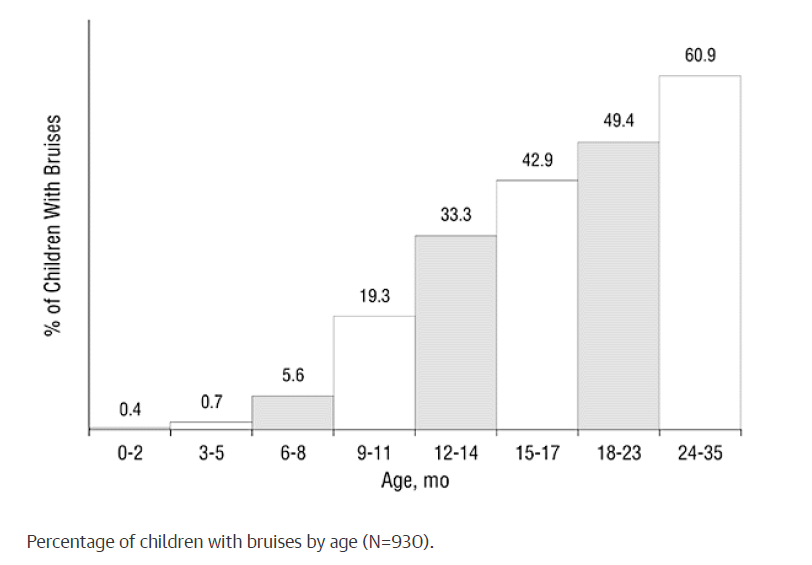 60.9
49.4
42.9
33.3
19.3
5.6
0.7
0.4
% of Children With Bruises
0-2 3-5 6-8 9-11 12-14 15-17 18-23 24-35
Age, mo
Percentage of children with bruises by age (N=930).